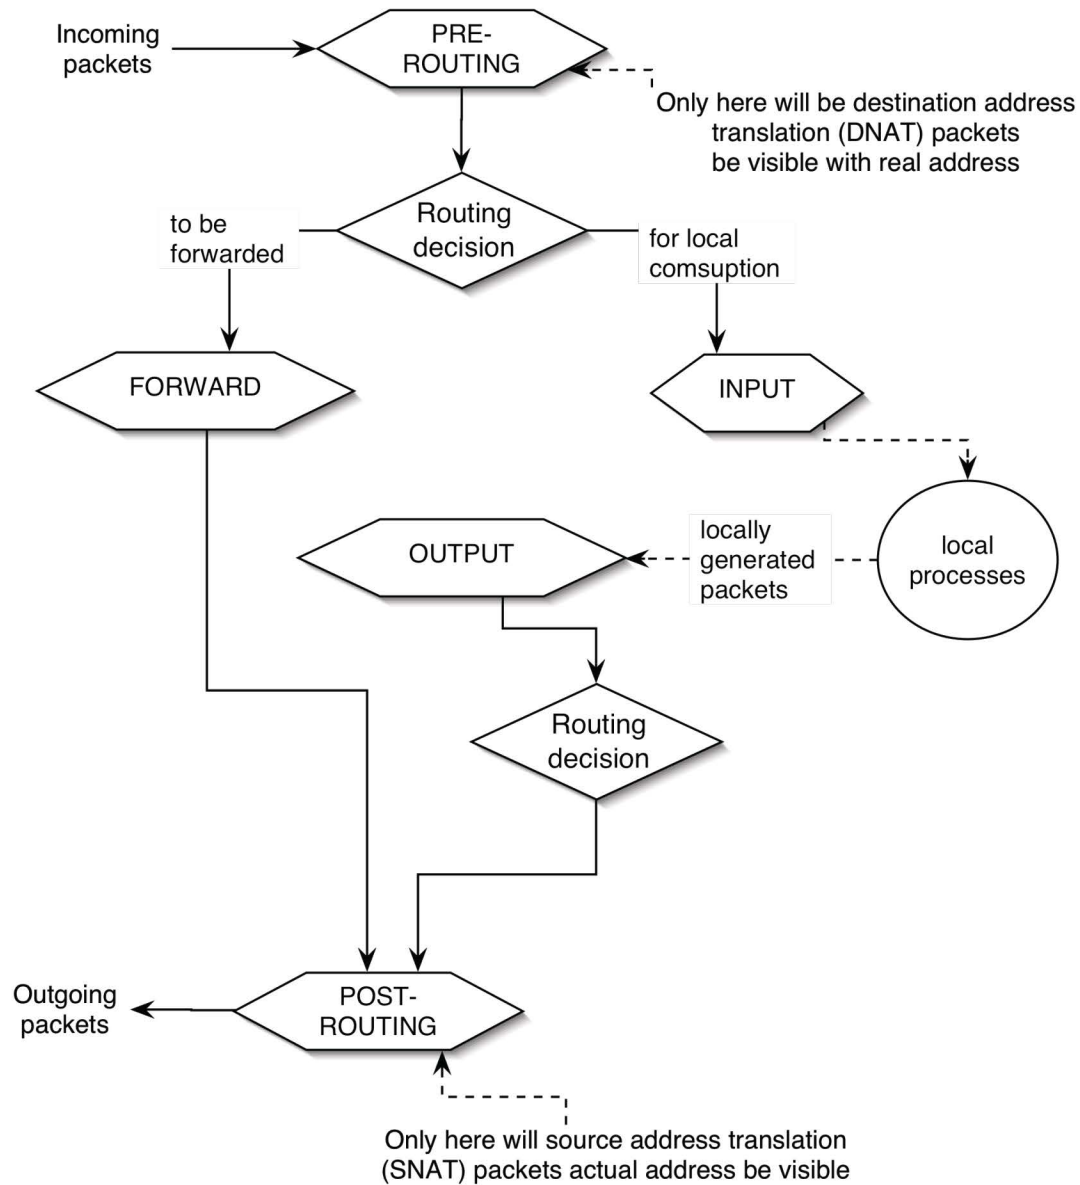 Incoming
packets
PRE-
ROUTING
Only here will be destination address
translation (DNAT) packets
be visible with real address
Routing
decision
to be
forwarded
for local
comsuption
FORWARD
INPUT
OUTPUT
locally
generated
packets
local
processes
Routing
decision
Outgoing
packets
POST-
ROUTING
Only here will source address translation
(SNAT) packets actual address be visible